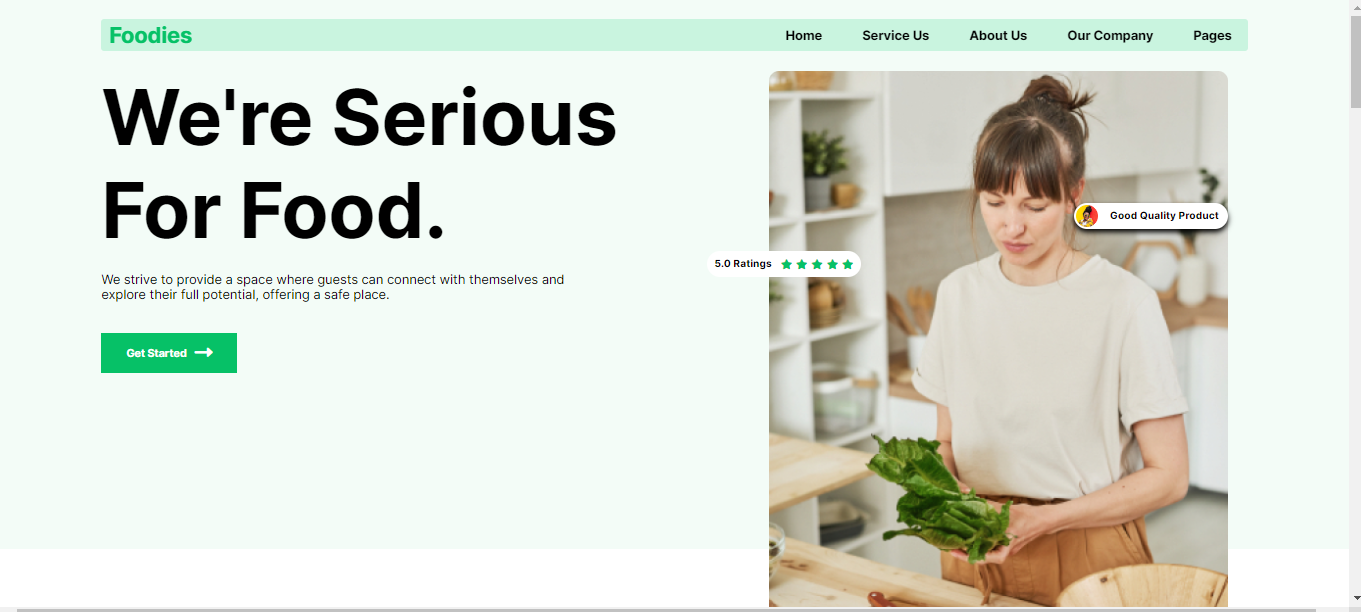 Foodies
Home Service Us About Us Our Company Pages
We're Serious
For Food.
Good Quality Product
5.0 Ratings
We strive to provide a space where guests can connect with themselves and
explore their full potential, offering a safe place.
Get Started